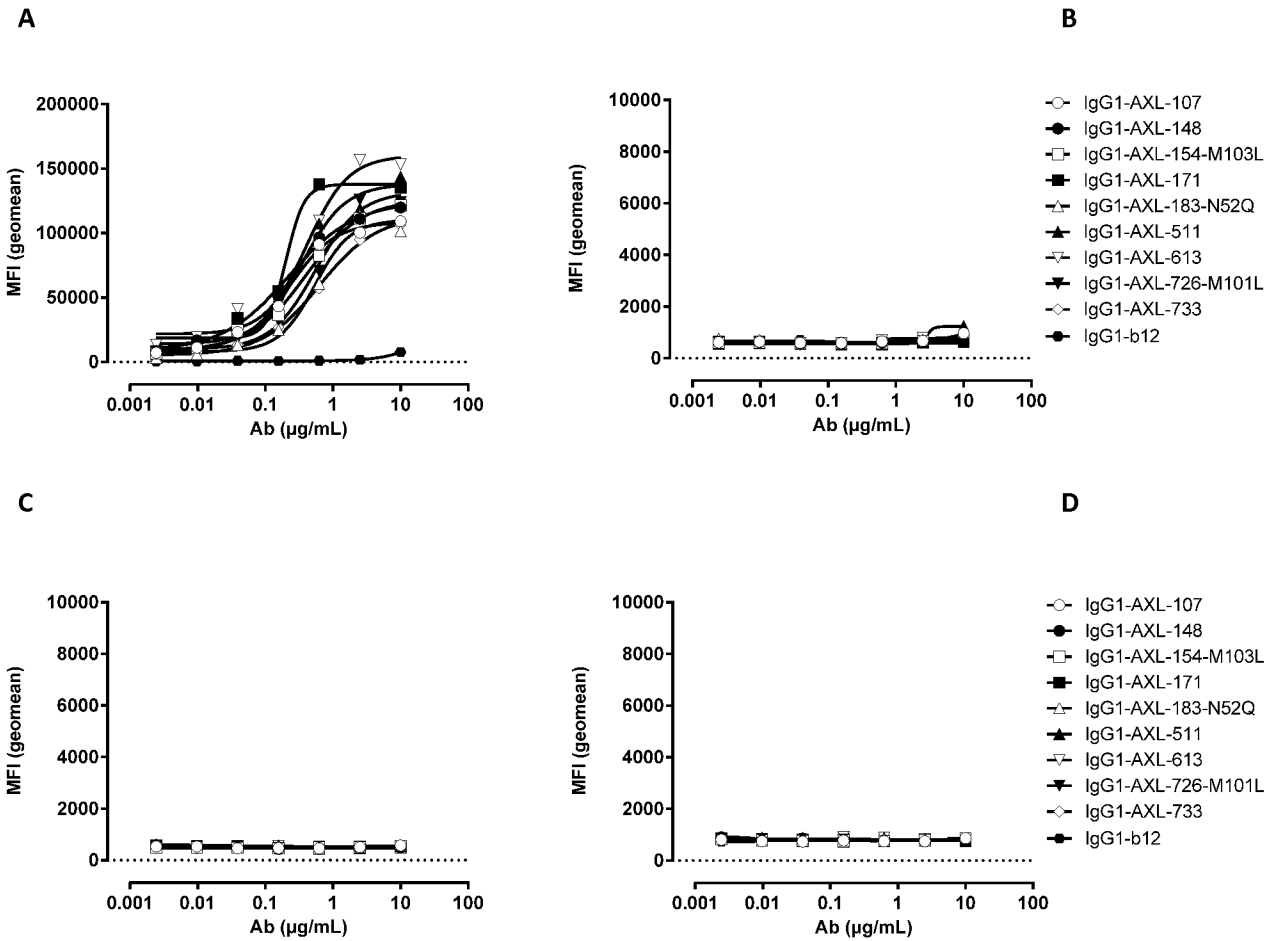 A
B
200000
150000
100000
50000
0
MFI (geomean)
0.001 0.01 0.1 1 10 100
Ab (µg/mL)
10000
8000
6000
4000
2000
0
MFI (geomean)
0.001 0.01 0.1 1 10 100
Ab (µg/mL)
IgG1-AXL-107
IgG1-AXL-148
IgG1-AXL-154-M103L
IgG1-AXL-171
IgG1-AXL-183-N52Q
IgG1-AXL-511
IgG1-AXL-613
IgG1-AXL-726-M101L
IgG1-AXL-733
IgG1-b12
C
D
10000
8000
6000
4000
2000
0
MFI (geomean)
0.001 0.01 0.1 1 10 100
Ab (µg/mL)
10000
8000
6000
4000
2000
0
MFI (geomean)
0.001 0.01 0.1 1 10 100
Ab (µg/mL)
IgG1-AXL-107
IgG1-AXL-148
IgG1-AXL-154-M103L
IgG1-AXL-171
IgG1-AXL-183-N52Q
IgG1-AXL-511
IgG1-AXL-613
IgG1-AXL-726-M101L
IgG1-AXL-733
IgG1-b12